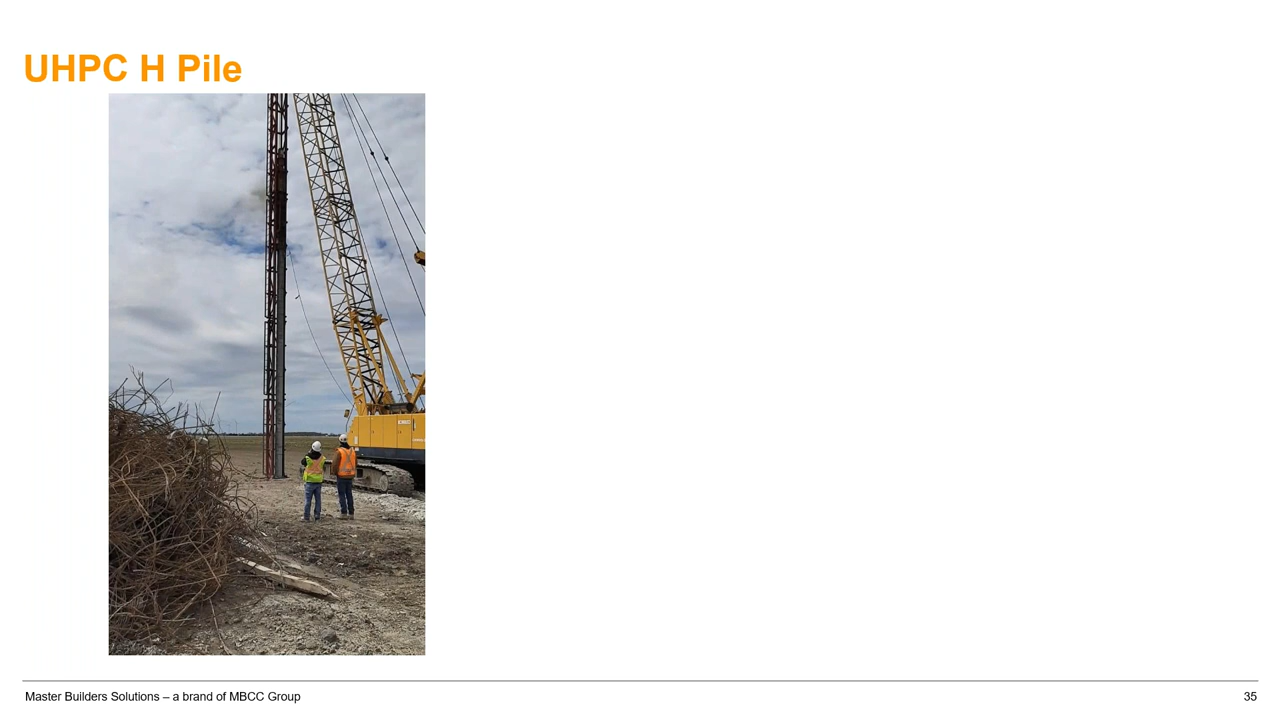 UHPC H Pile
Master Builders Solutions – a brand of MBCC Group
35